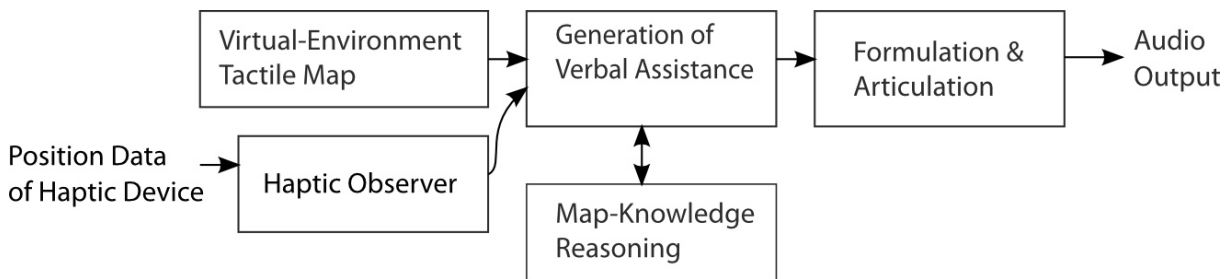 Virtual-Environment
Tactile Map
Generation of
Verbal Assistance
Formulation &
Articulation
Audio
Output
Position Data
of Haptic Device
Haptic Observer
Map-Knowledge
Reasoning